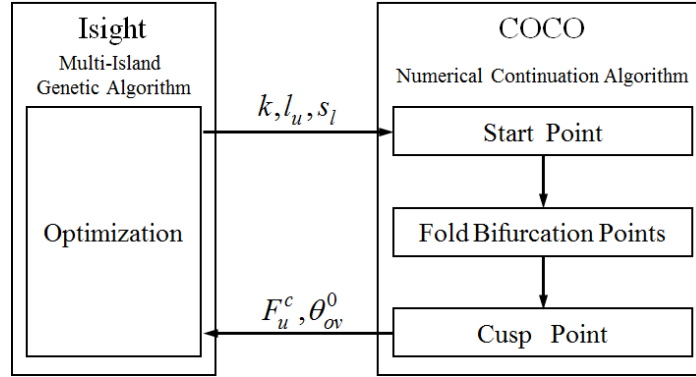 Isight
Multi-Island
Genetic Algorithm
Optimization
k, l_u, s_l
F_u^c, θ_ov^0
COCO
Numerical Continuation Algorithm
Start Point
Fold Bifurcation Points
Cusp Point